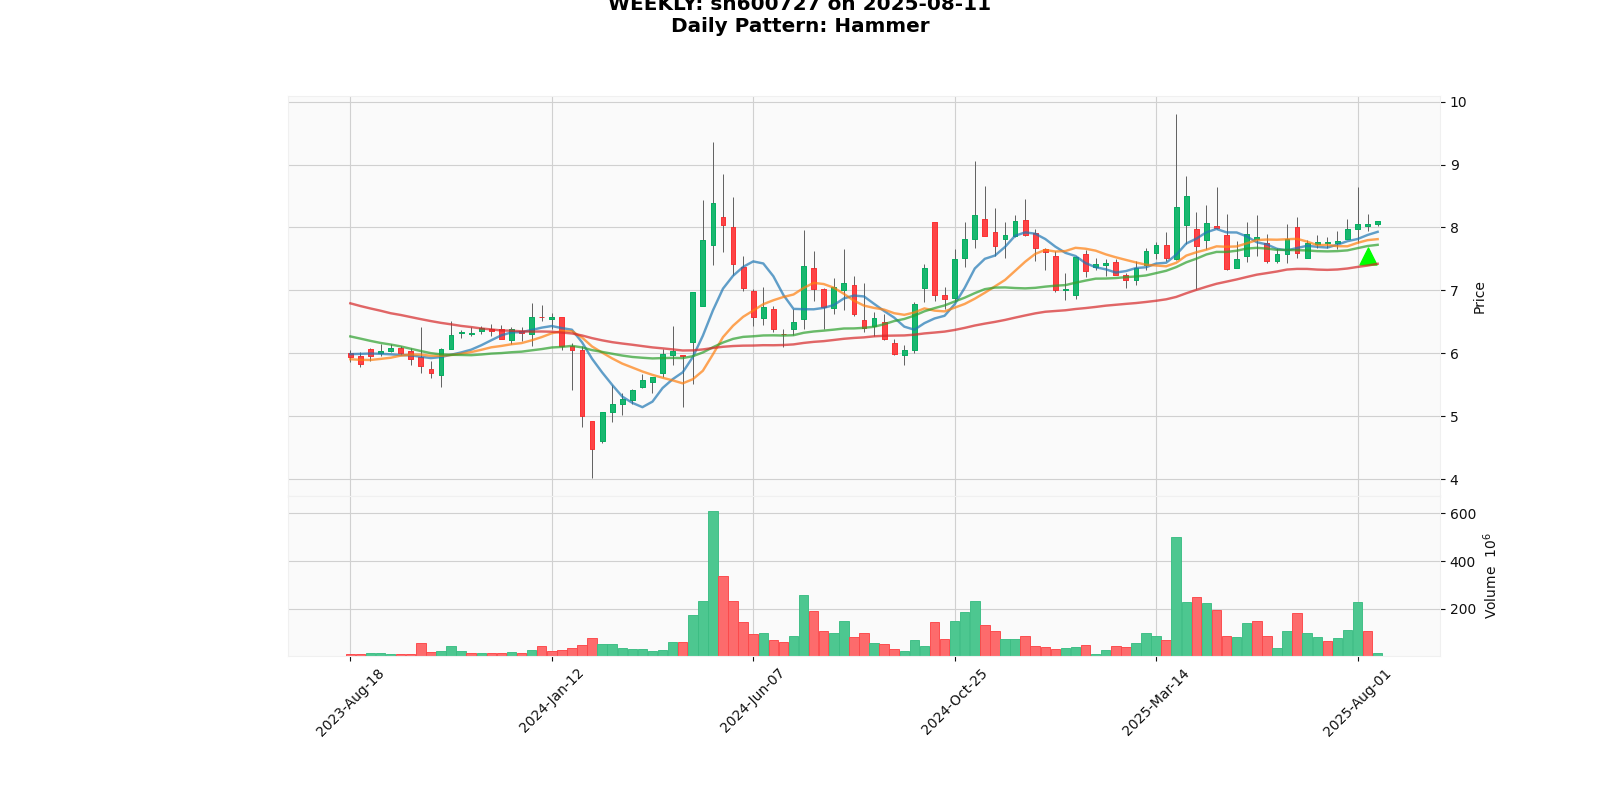 WEEKLY: sh600727 on 2025-08-11
Daily Pattern: Hammer
10
9
8
7
6
5
4
Price
600
400
200
Volume 10^6
2023-Aug-18
2024-Jan-12
2024-Jun-07
2024-Oct-25
2025-Mar-14
2025-Aug-01